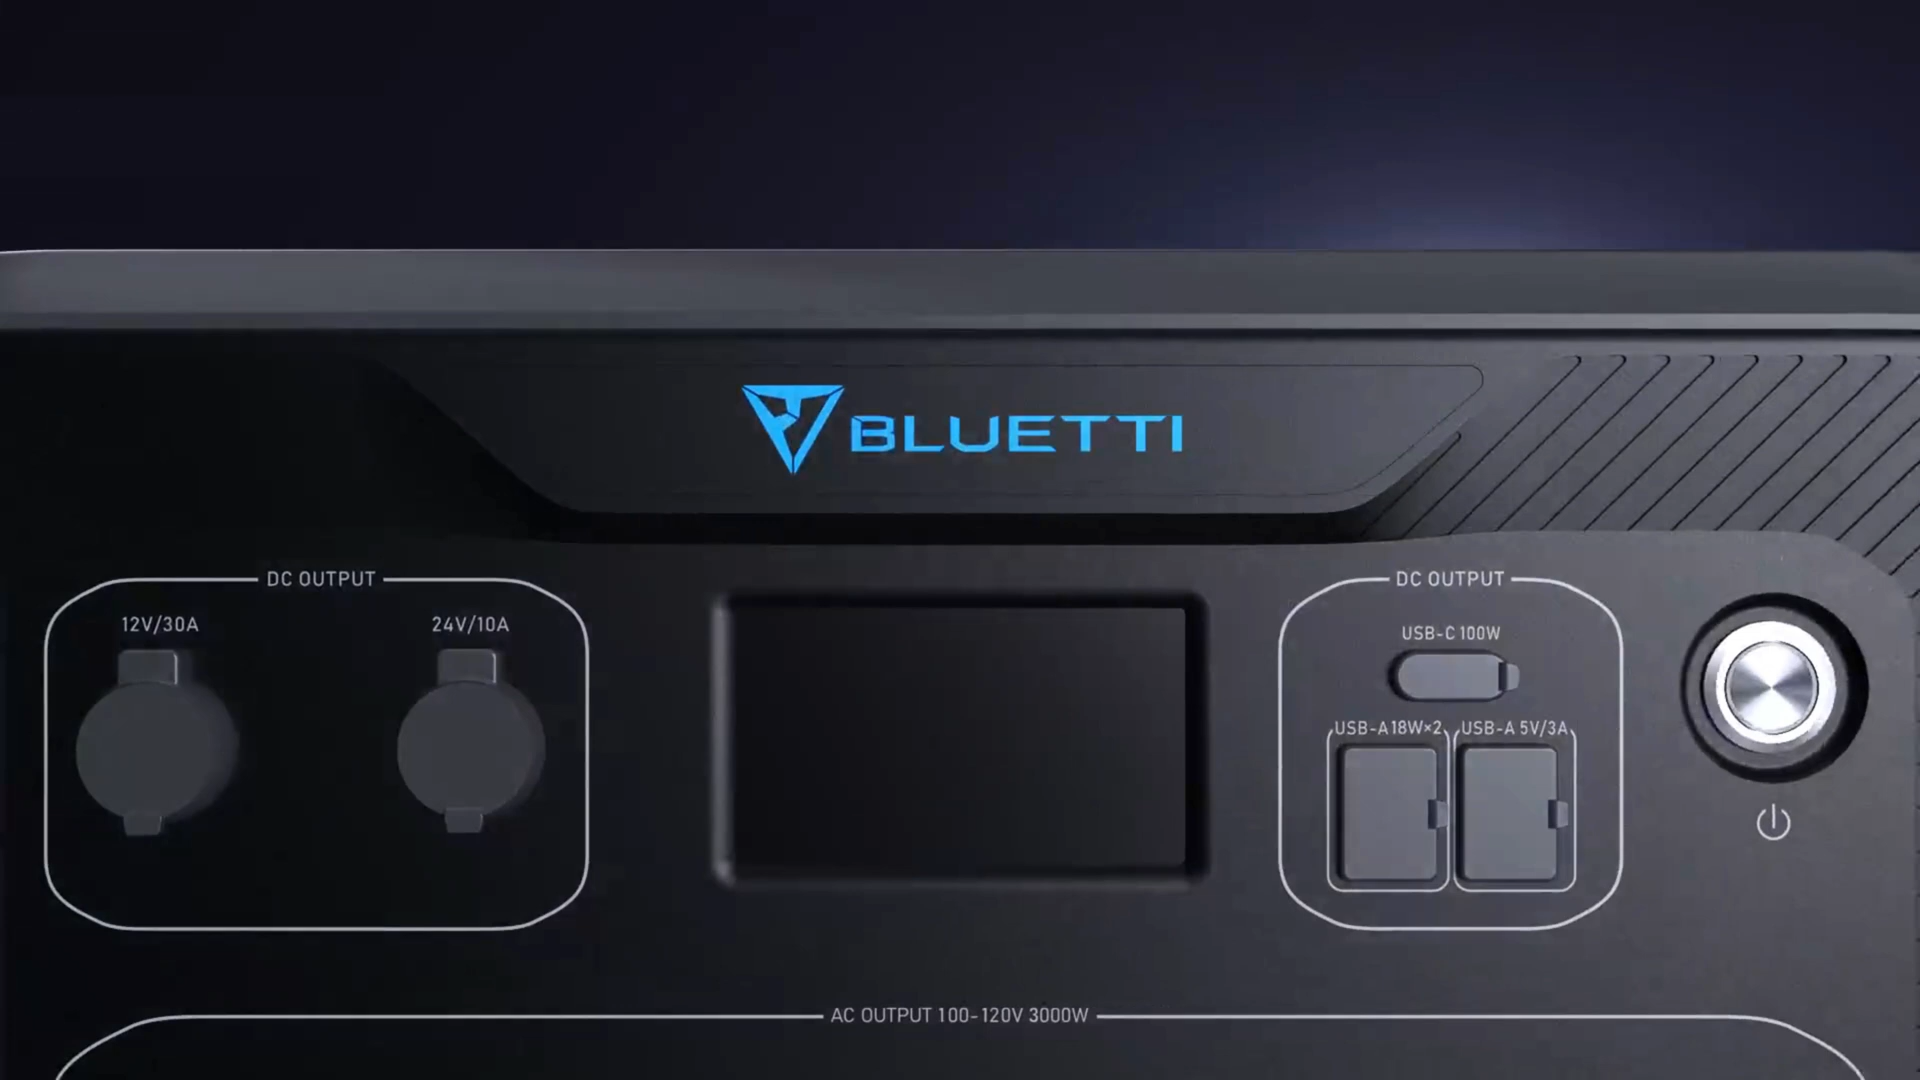 BLUETTI
DC OUTPUT
12V/30A
24V/10A
DC OUTPUT
USB-C 100W
USB-A 18W×2
USB-A 5V/3A
AC OUTPUT 100-120V 3000W